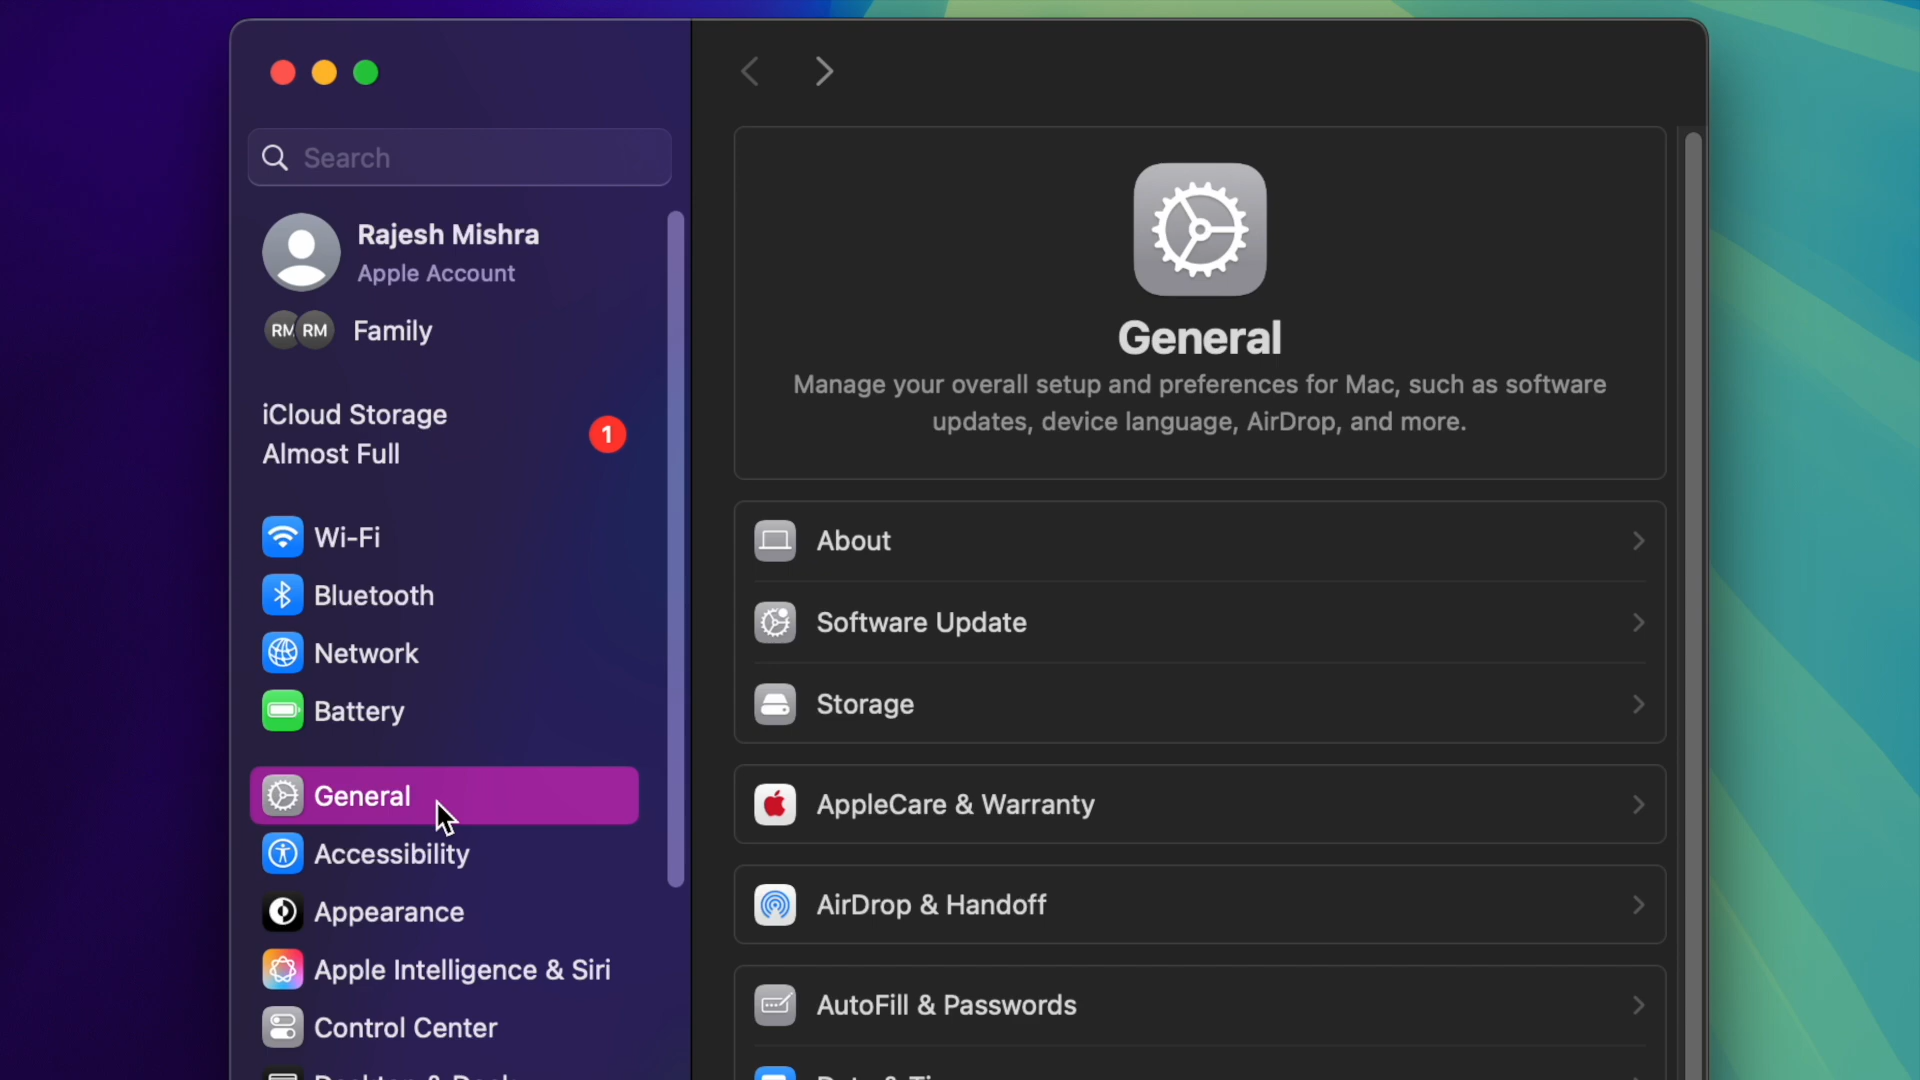 Search
Rajesh Mishra
Apple Account
RM RM Family
iCloud Storage
Almost Full
1
Wi-Fi
Bluetooth
Network
Battery
General
Accessibility
Appearance
Apple Intelligence & Siri
Control Center
General
Manage your overall setup and preferences for Mac, such as software
updates, device language, AirDrop, and more.
About
Software Update
Storage
AppleCare & Warranty
AirDrop & Handoff
AutoFill & Passwords